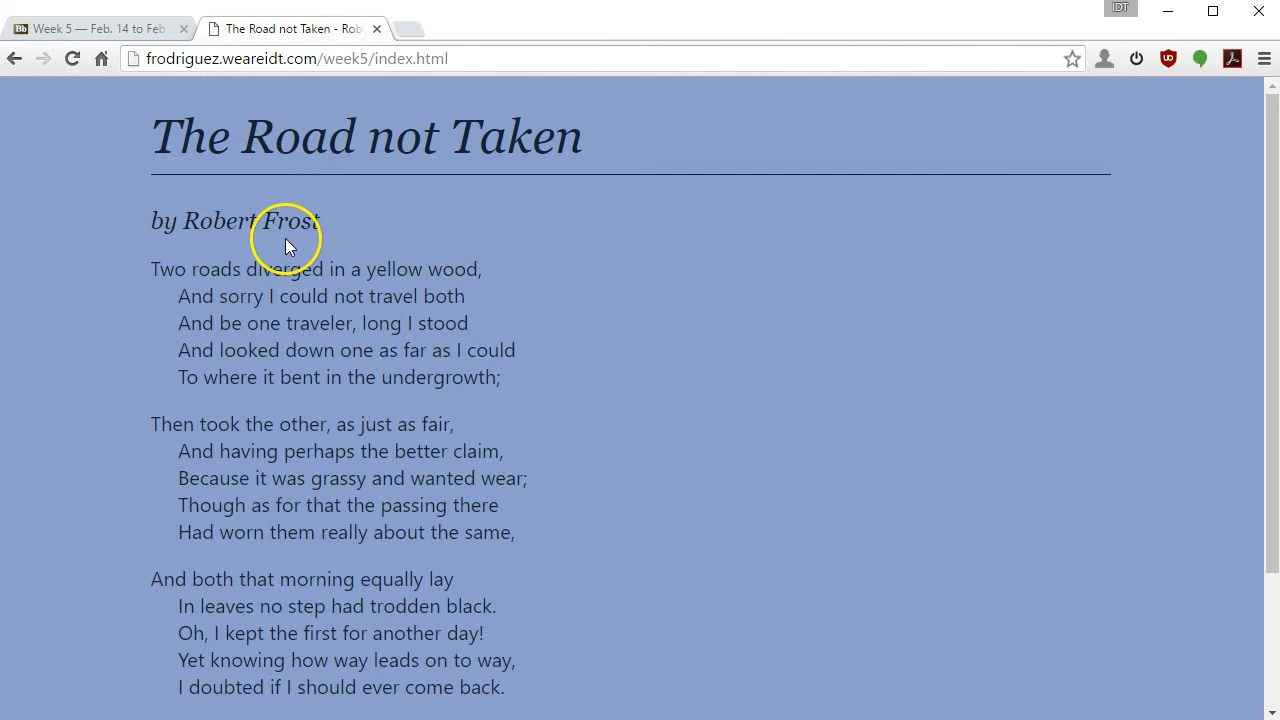 IDT
Week 5 — Feb. 14 to Feb
The Road not Taken - Rob
frodriguez.weareidt.com/week5/index.html
The Road not Taken
by Robert Frost
Two roads diverged in a yellow wood,
And sorry I could not travel both
And be one traveler, long I stood
And looked down one as far as I could
To where it bent in the undergrowth;
Then took the other, as just as fair,
And having perhaps the better claim,
Because it was grassy and wanted wear;
Though as for that the passing there
Had worn them really about the same,
And both that morning equally lay
In leaves no step had trodden black.
Oh, I kept the first for another day!
Yet knowing how way leads on to way,
I doubted if I should ever come back.